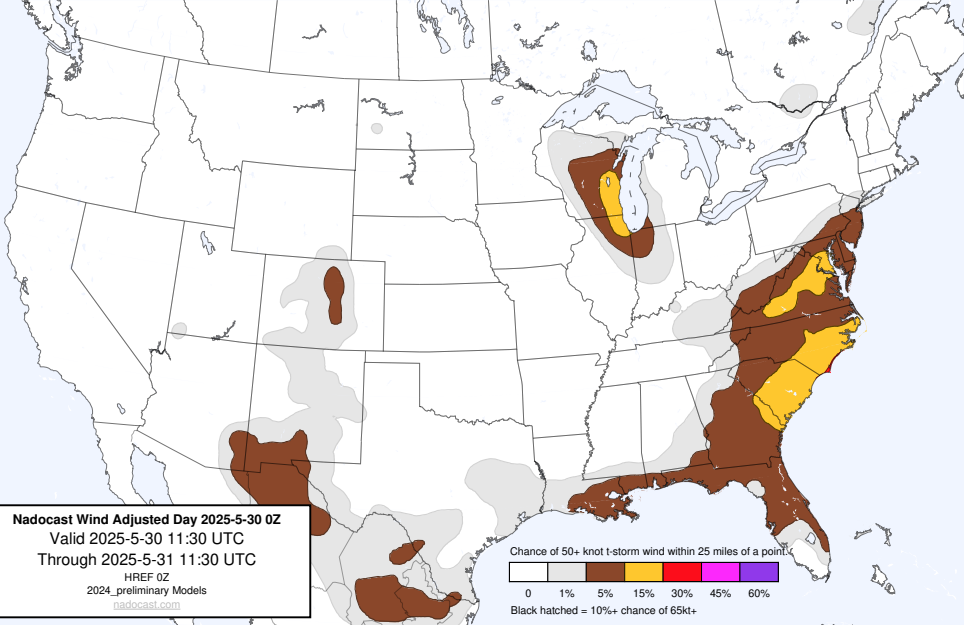 Nadocast Wind Adjusted Day 2025-5-30 0Z
Valid 2025-5-30 11:30 UTC
Through 2025-5-31 11:30 UTC
HREF 0Z
2024_preliminary Models
nadocast.com
Chance of 50+ knot t-storm wind within 25 miles of a point.
0 1% 5% 15% 30% 45% 60%
Black hatched = 10%+ chance of 65kt+